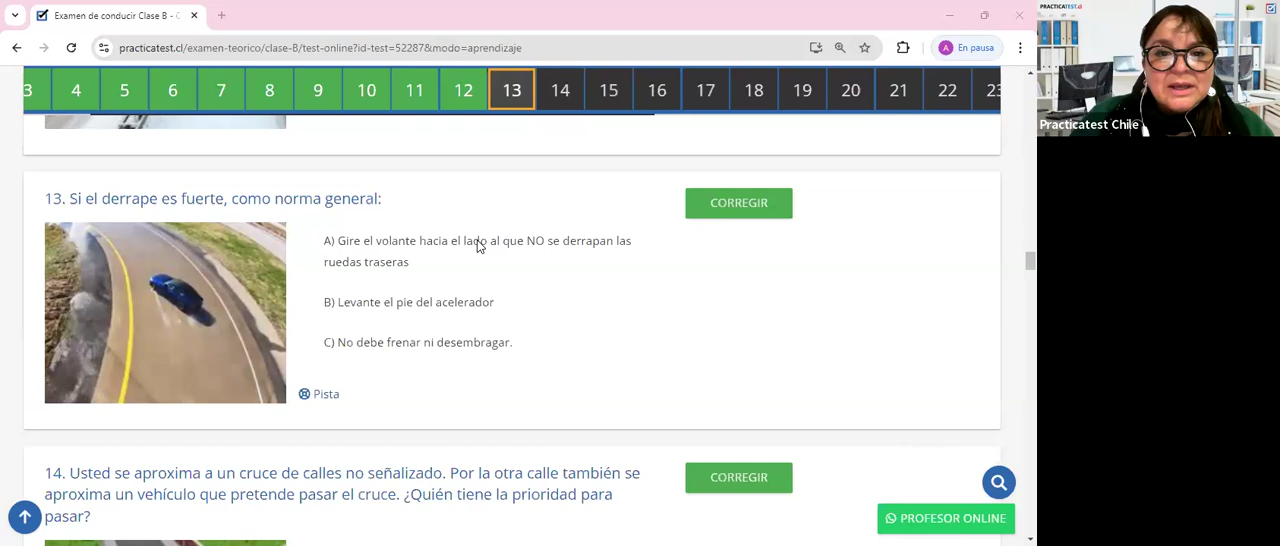 Examen de conducir Clase B - C
practicatest.cl/examen-teorico/clase-B/test-online?id-test=52287&modo=aprendizaje
A
En pausa
3 4 5 6 7 8 9 10 11 12 13 14 15 16 17 18 19 20 21 22 23
13. Si el derrape es fuerte, como norma general:
CORREGIR
A) Gire el volante hacia el lado al que NO se derrapan las
ruedas traseras
B) Levante el pie del acelerador
C) No debe frenar ni desembragar.
Pista
14. Usted se aproxima a un cruce de calles no señalizado. Por la otra calle también se
aproxima un vehículo que pretende pasar el cruce. ¿Quién tiene la prioridad para
pasar?
CORREGIR
PROFESOR ONLINE
PRACTICATEST.cl
Practicatest Chile